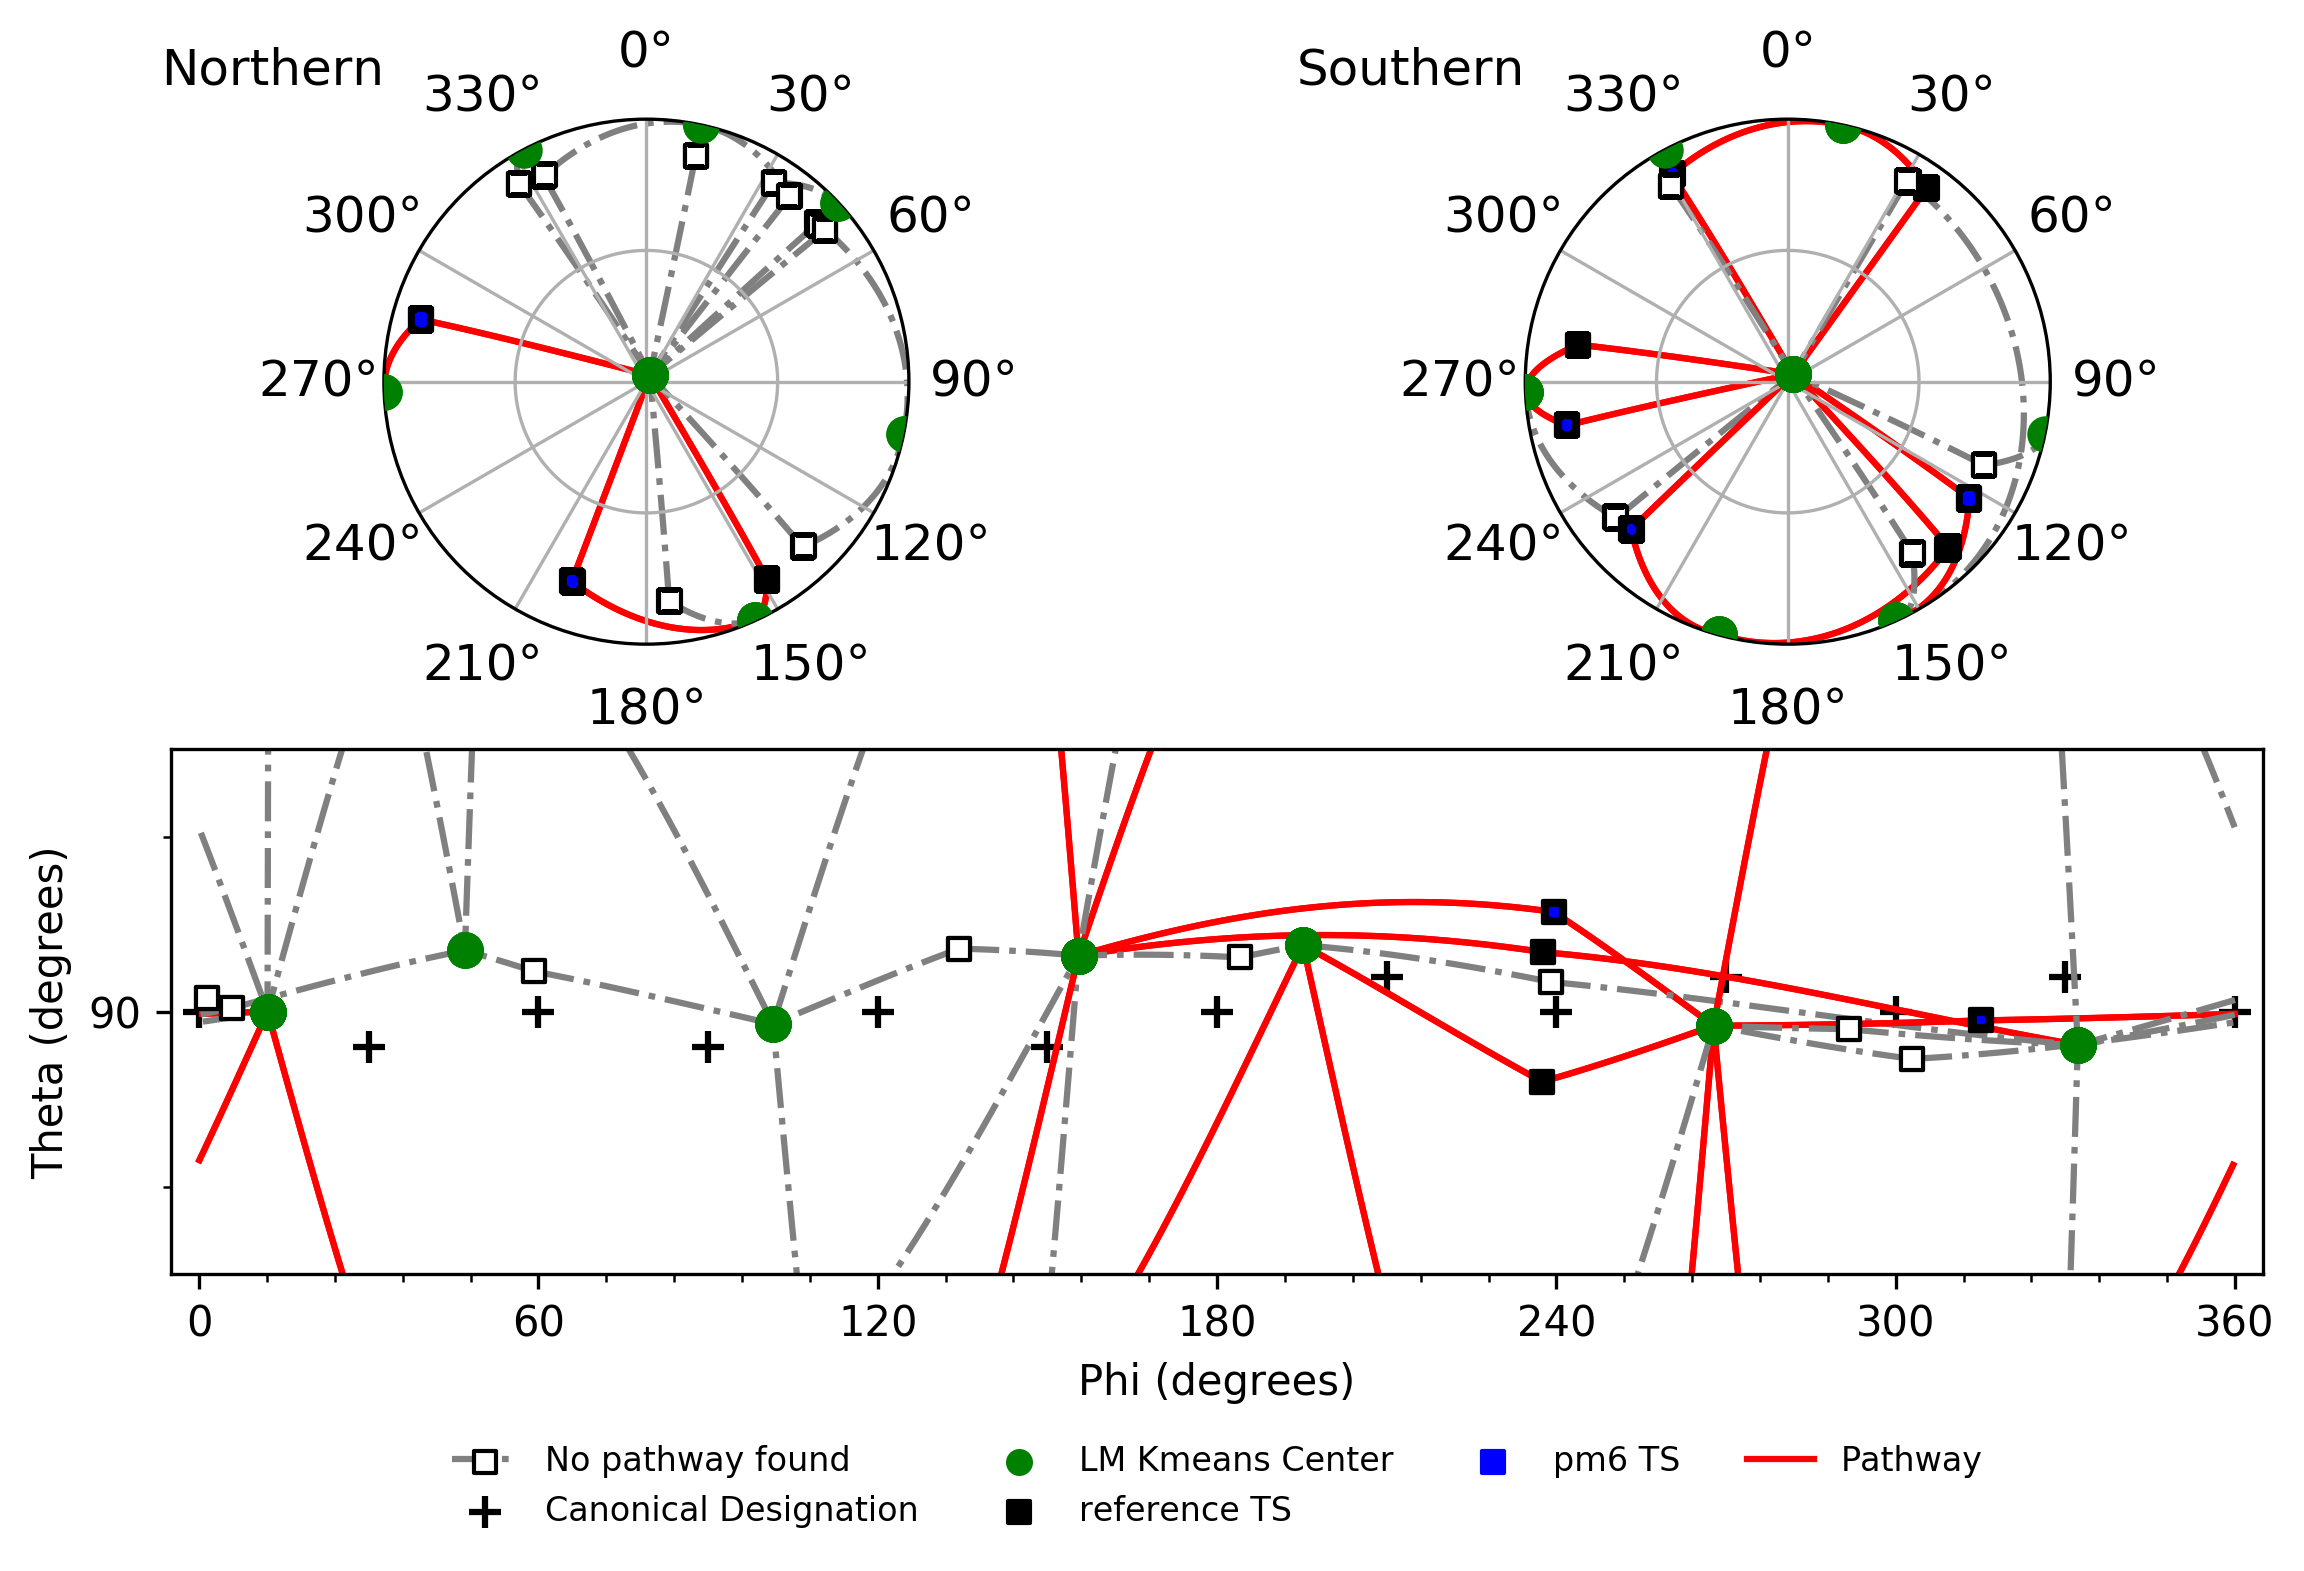 Northern
0°
330°
30°
300°
60°
270°
90°
240°
120°
210°
150°
180°
Southern
0°
330°
30°
300°
60°
270°
90°
240°
120°
210°
150°
180°
Theta (degrees)
90
0 60 120 180 240 300 360
Phi (degrees)
No pathway found
LM Kmeans Center
pm6 TS
Pathway
Canonical Designation
reference TS